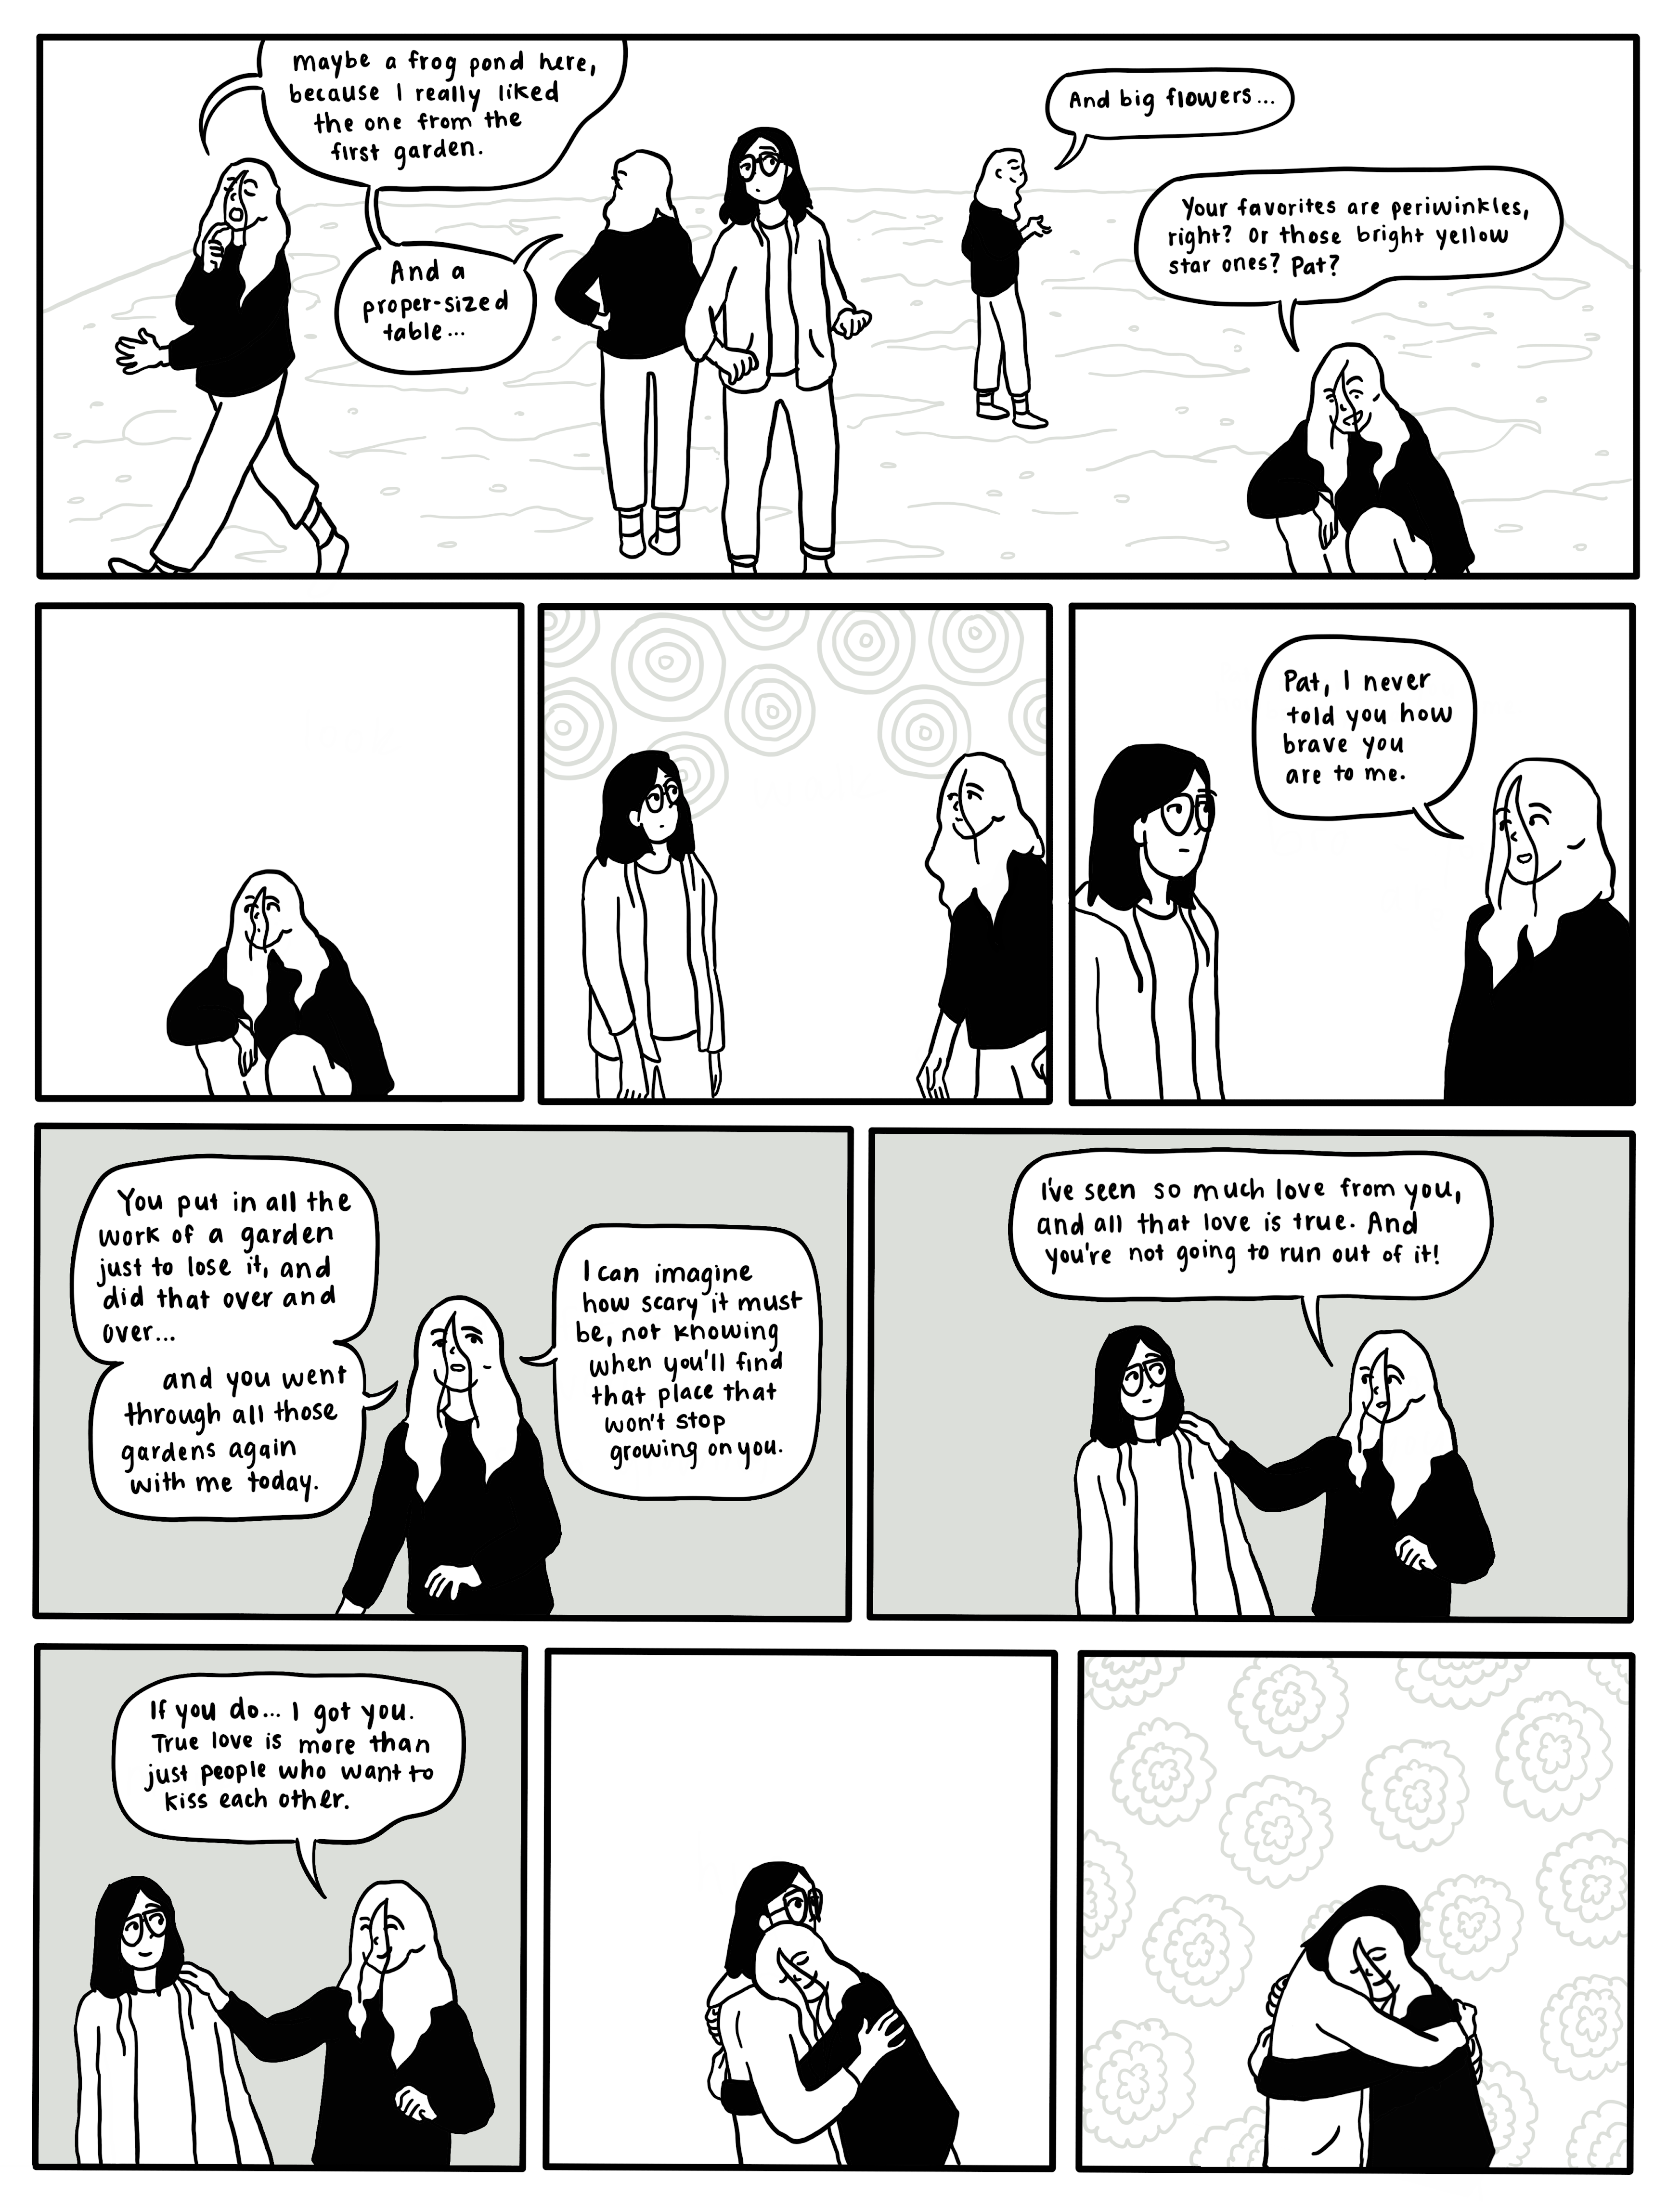 maybe a frog pond here,
because I really liked
the one from the
first garden.
And a
proper-sized
table...
And big flowers...
Your favorites are periwinkles,
right? Or those bright yellow
star ones? Pat?
Pat, I never
told you how
brave you
are to me.
You put in all the
work of a garden
just to lose it, and
did that over and
over...
and you went
through all those
gardens again
with me today.
I can imagine
how scary it must
be, not knowing
when you'll find
that place that
won't stop
growing on you.
I've seen so much love from you,
and all that love is true. And
you're not going to run out of it!
If you do... I got you.
True love is more than
just people who want to
kiss each other.